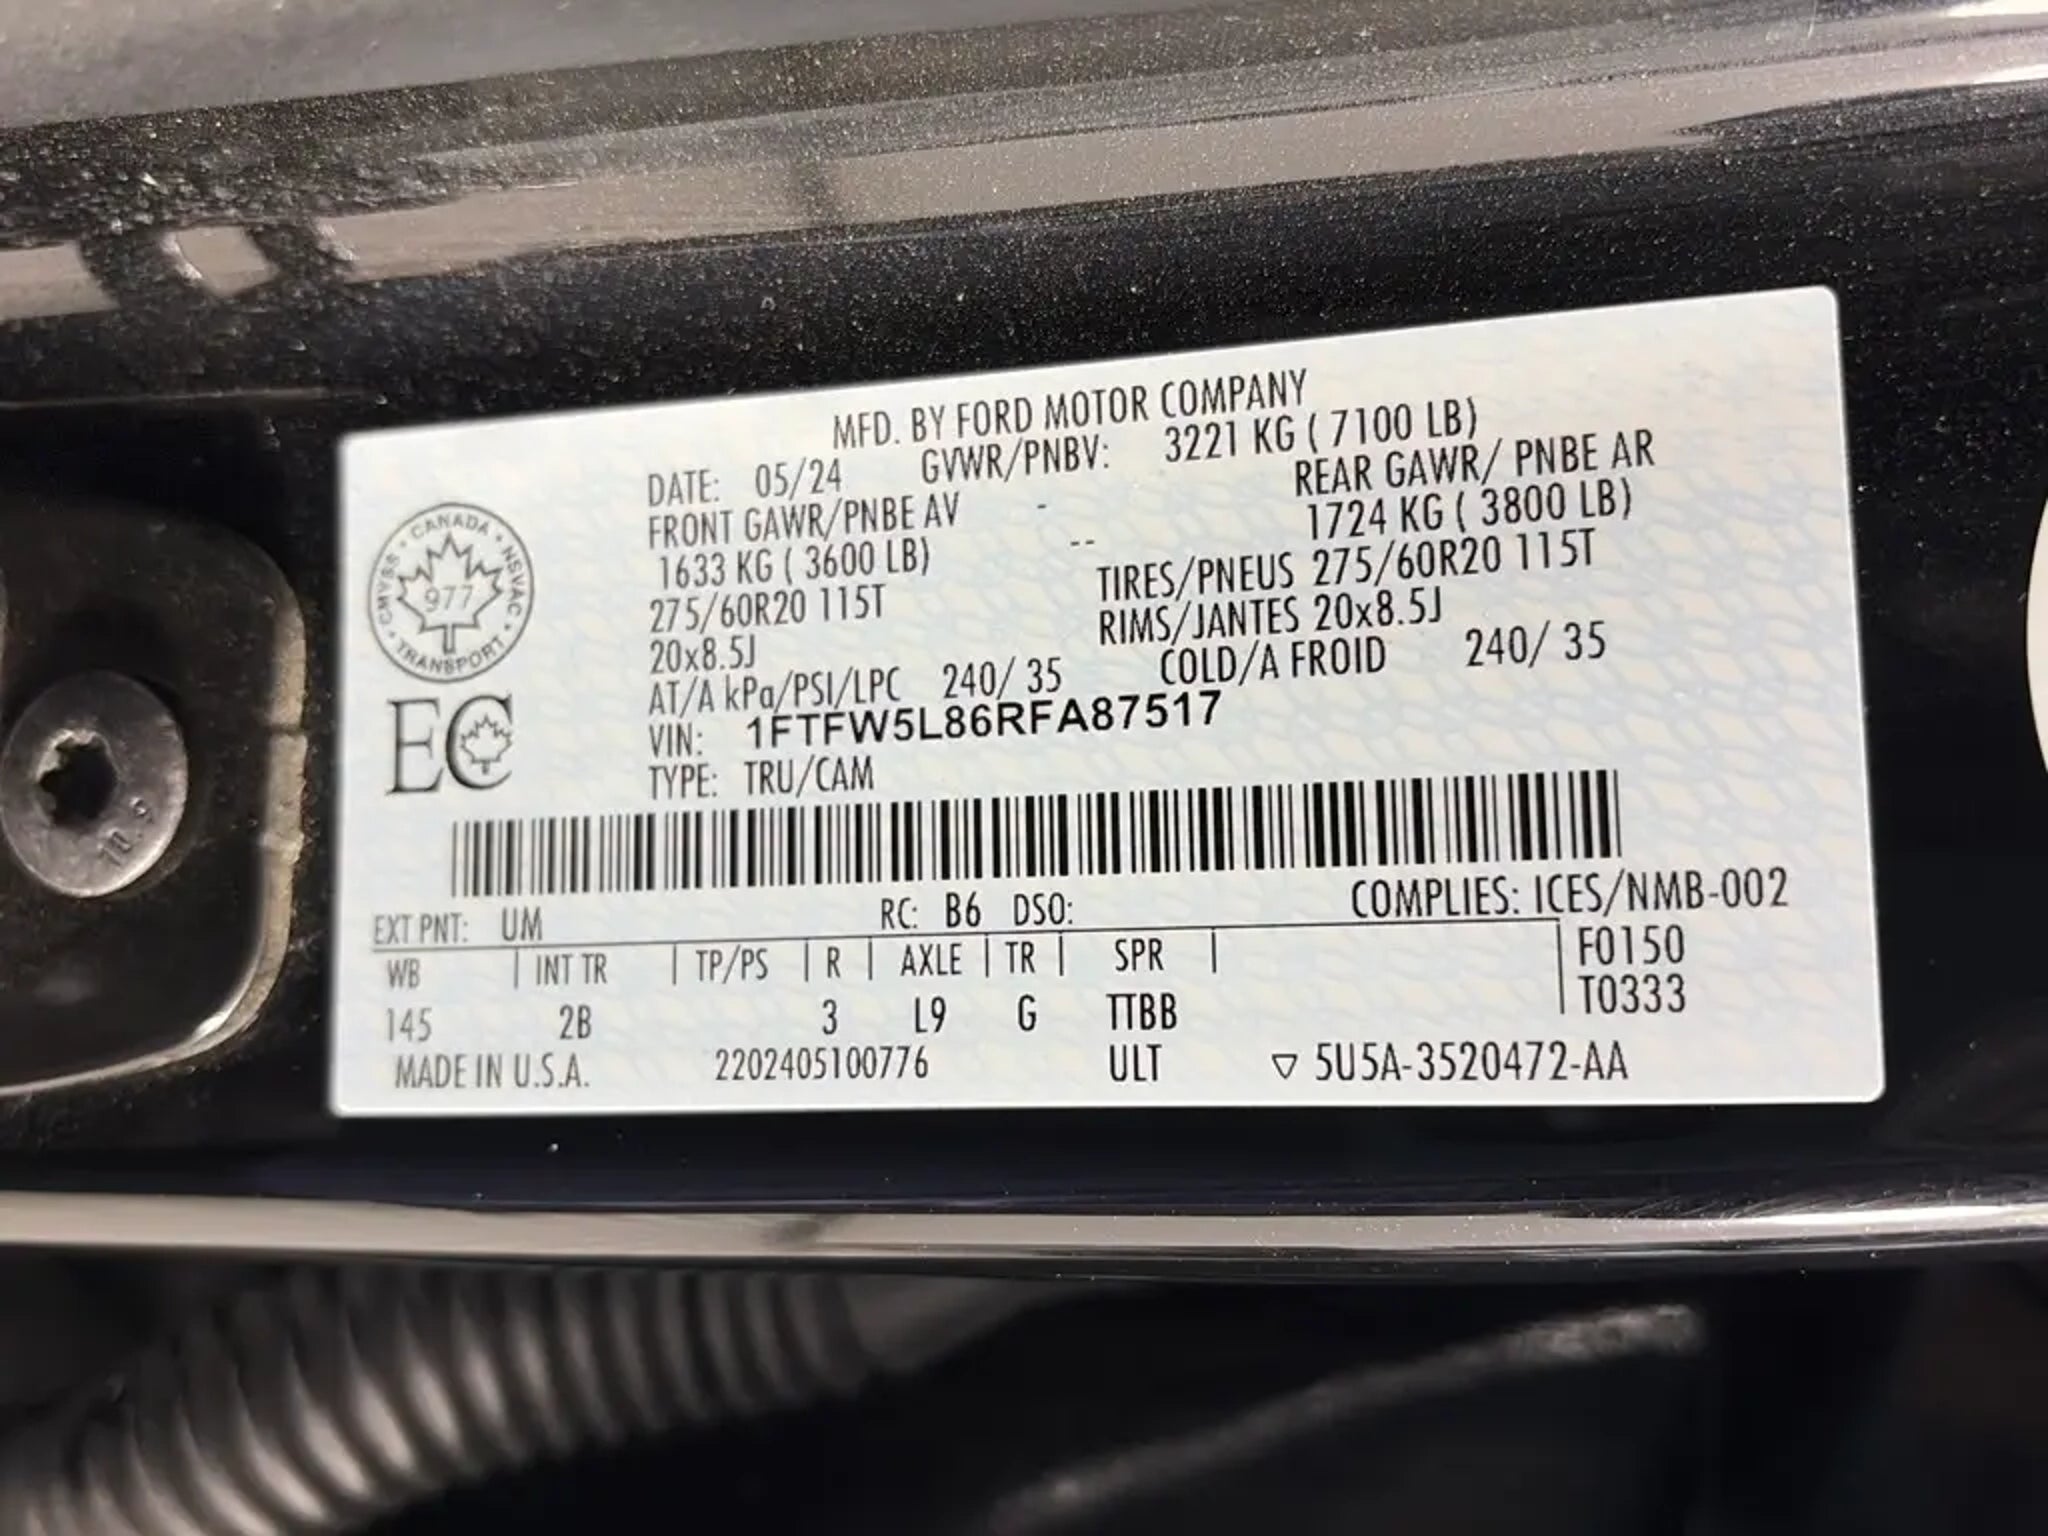 MFD. BY FORD MOTOR COMPANY
DATE: 05/24 GVWR/PNBV: 3221 KG ( 7100 LB)
FRONT GAWR/PNBE AV - REAR GAWR/ PNBE AR
1633 KG ( 3600 LB) -- 1724 KG ( 3800 LB)
275/60R20 115T TIRES/PNEUS 275/60R20 115T
20x8.5J RIMS/JANTES 20x8.5J
AT/A kPa/PSI/LPC 240/ 35 COLD/A FROID 240/ 35
VIN: 1FTFW5L86RFA87517
TYPE: TRU/CAM
CANADA
CMVSS • NSVAC
977
TRANSPORT
EC
EXT PNT: UM RC: B6 DSO: COMPLIES: ICES/NMB-002
WB | INT TR | TP/PS | R | AXLE | TR | SPR | F0150
145 2B 3 L9 G TTBB T0333
MADE IN U.S.A. 2202405100776 ULT ▽ 5U5A-3520472-AA
10.9